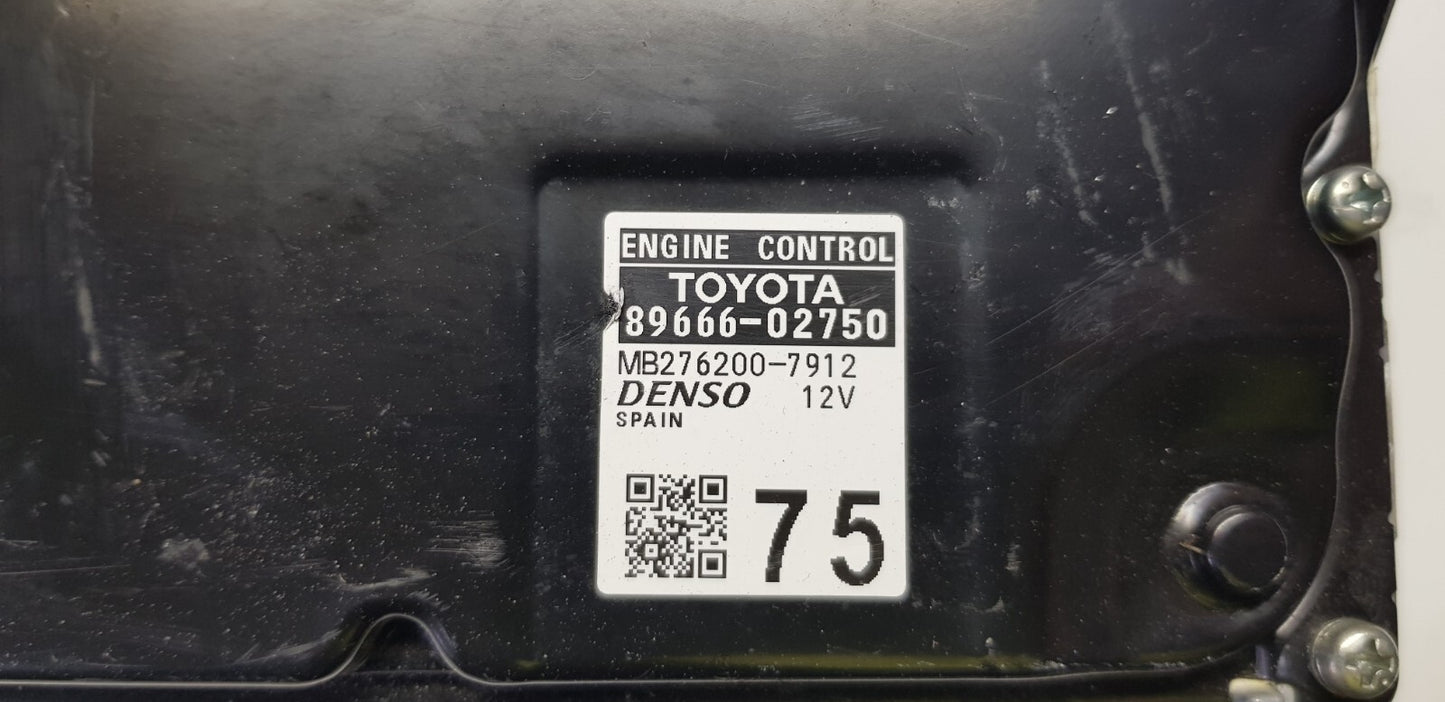 ENGINE CONTROL
TOYOTA
89666-02750
MB276200-7912
DENSO 12V
SPAIN
75